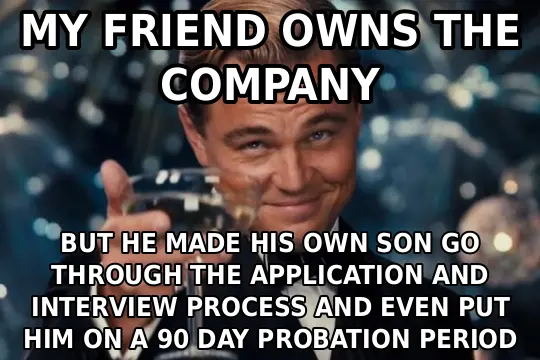 MY FRIEND OWNS THE
COMPANY
BUT HE MADE HIS OWN SON GO
THROUGH THE APPLICATION AND
INTERVIEW PROCESS AND EVEN PUT
HIM ON A 90 DAY PROBATION PERIOD